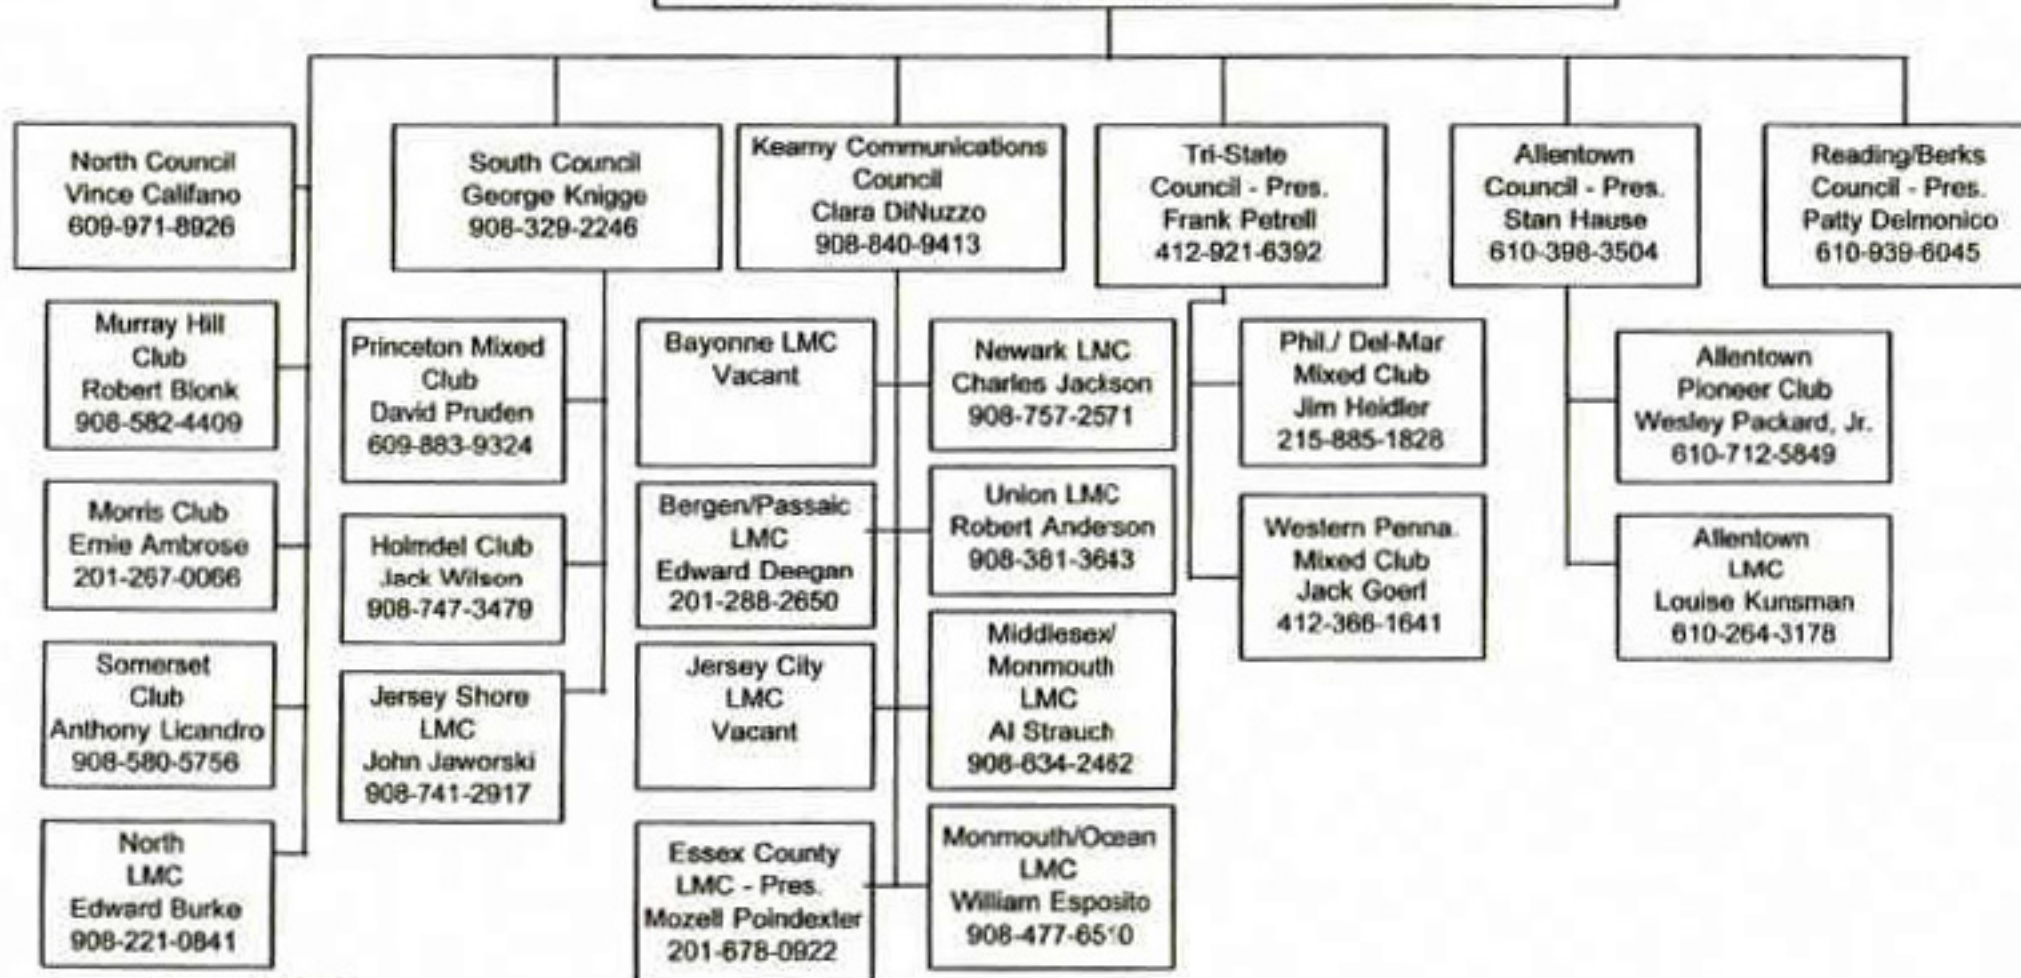 North Council
Vince Califano
609-971-8926
South Council
George Knigge
908-329-2246
Kearny Communications
Council
Clara DiNuzzo
908-840-9413
Tri-State
Council - Pres.
Frank Petrell
412-921-6392
Allentown
Council - Pres.
Stan Hause
610-398-3504
Reading/Berks
Council - Pres.
Patty Delmonico
610-939-6045
Murray Hill
Club
Robert Blonk
908-582-4409
Morris Club
Ernie Ambrose
201-267-0066
Somerset
Club
Anthony Licandro
908-580-5756
North
LMC
Edward Burke
908-221-0841
Princeton Mixed
Club
David Pruden
609-883-9324
Holmdel Club
Jack Wilson
908-747-3479
Jersey Shore
LMC
John Jaworski
908-741-2917
Bayonne LMC
Vacant
Bergen/Passaic
LMC
Edward Deegan
201-288-2650
Jersey City
LMC
Vacant
Essex County
LMC - Pres.
Mozell Poindexter
201-678-0922
Newark LMC
Charles Jackson
908-757-2571
Union LMC
Robert Anderson
908-381-3643
Middlesex/
Monmouth
LMC
Al Strauch
908-634-2462
Monmouth/Ocean
LMC
William Esposito
908-477-6510
Phil./ Del-Mar
Mixed Club
Jim Heidler
215-885-1828
Western Penna.
Mixed Club
Jack Goerl
412-366-1641
Allentown
Pioneer Club
Wesley Packard, Jr.
610-712-5849
Allentown
LMC
Louise Kunsman
610-264-3178